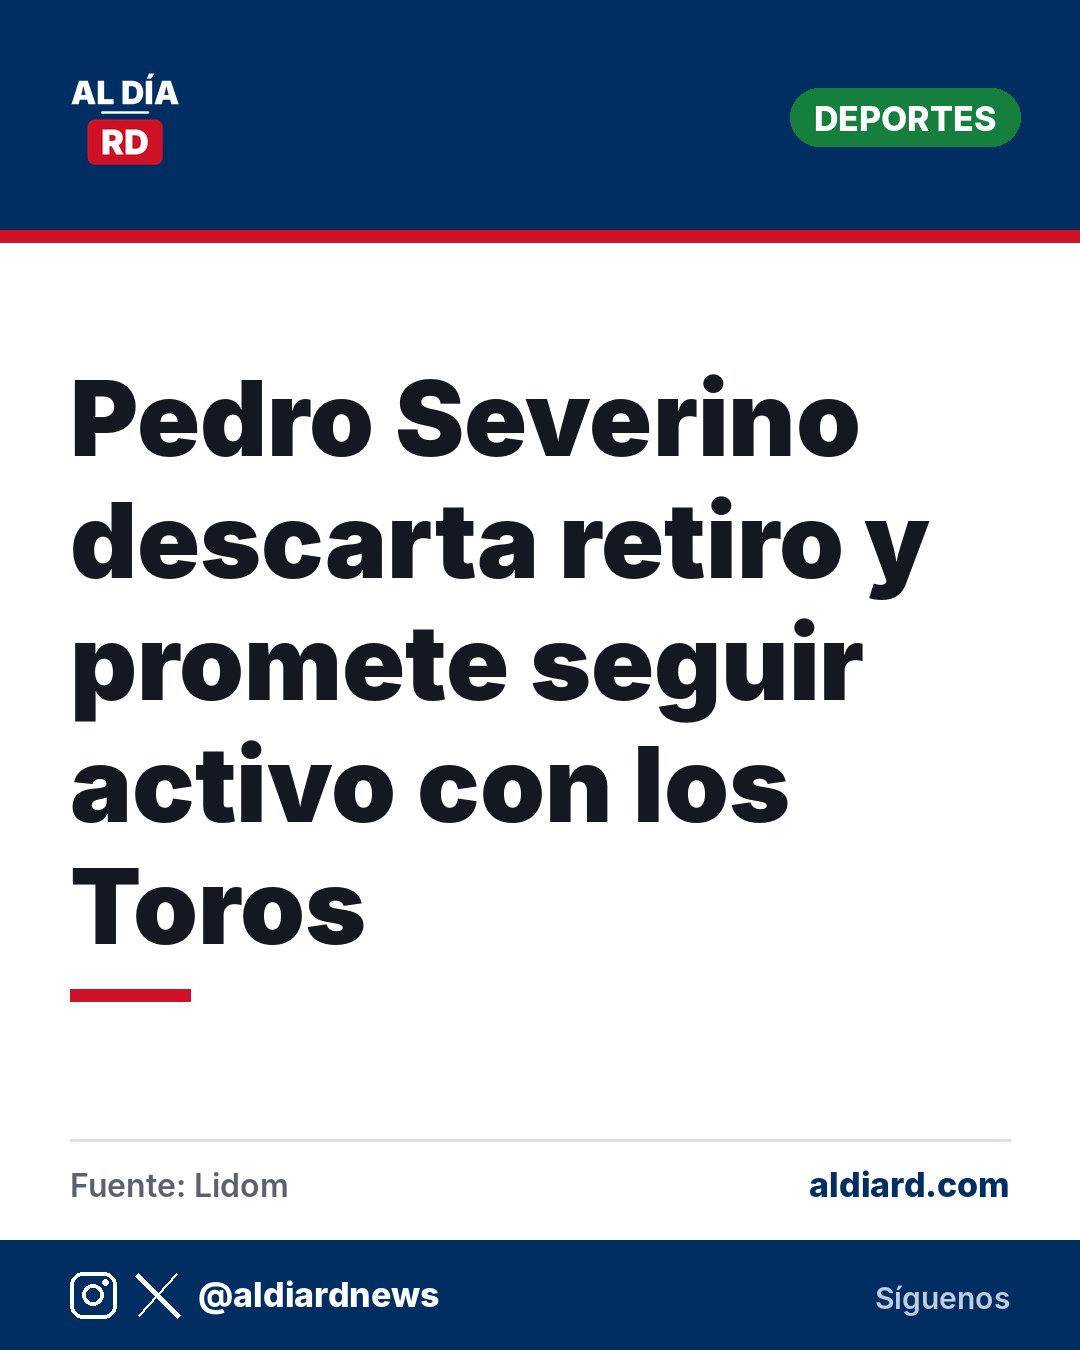 AL DÍA
RD
DEPORTES
Pedro Severino
descarta retiro y
promete seguir
activo con los
Toros
Fuente: Lidom
aldiard.com
@aldiardnews
Síguenos